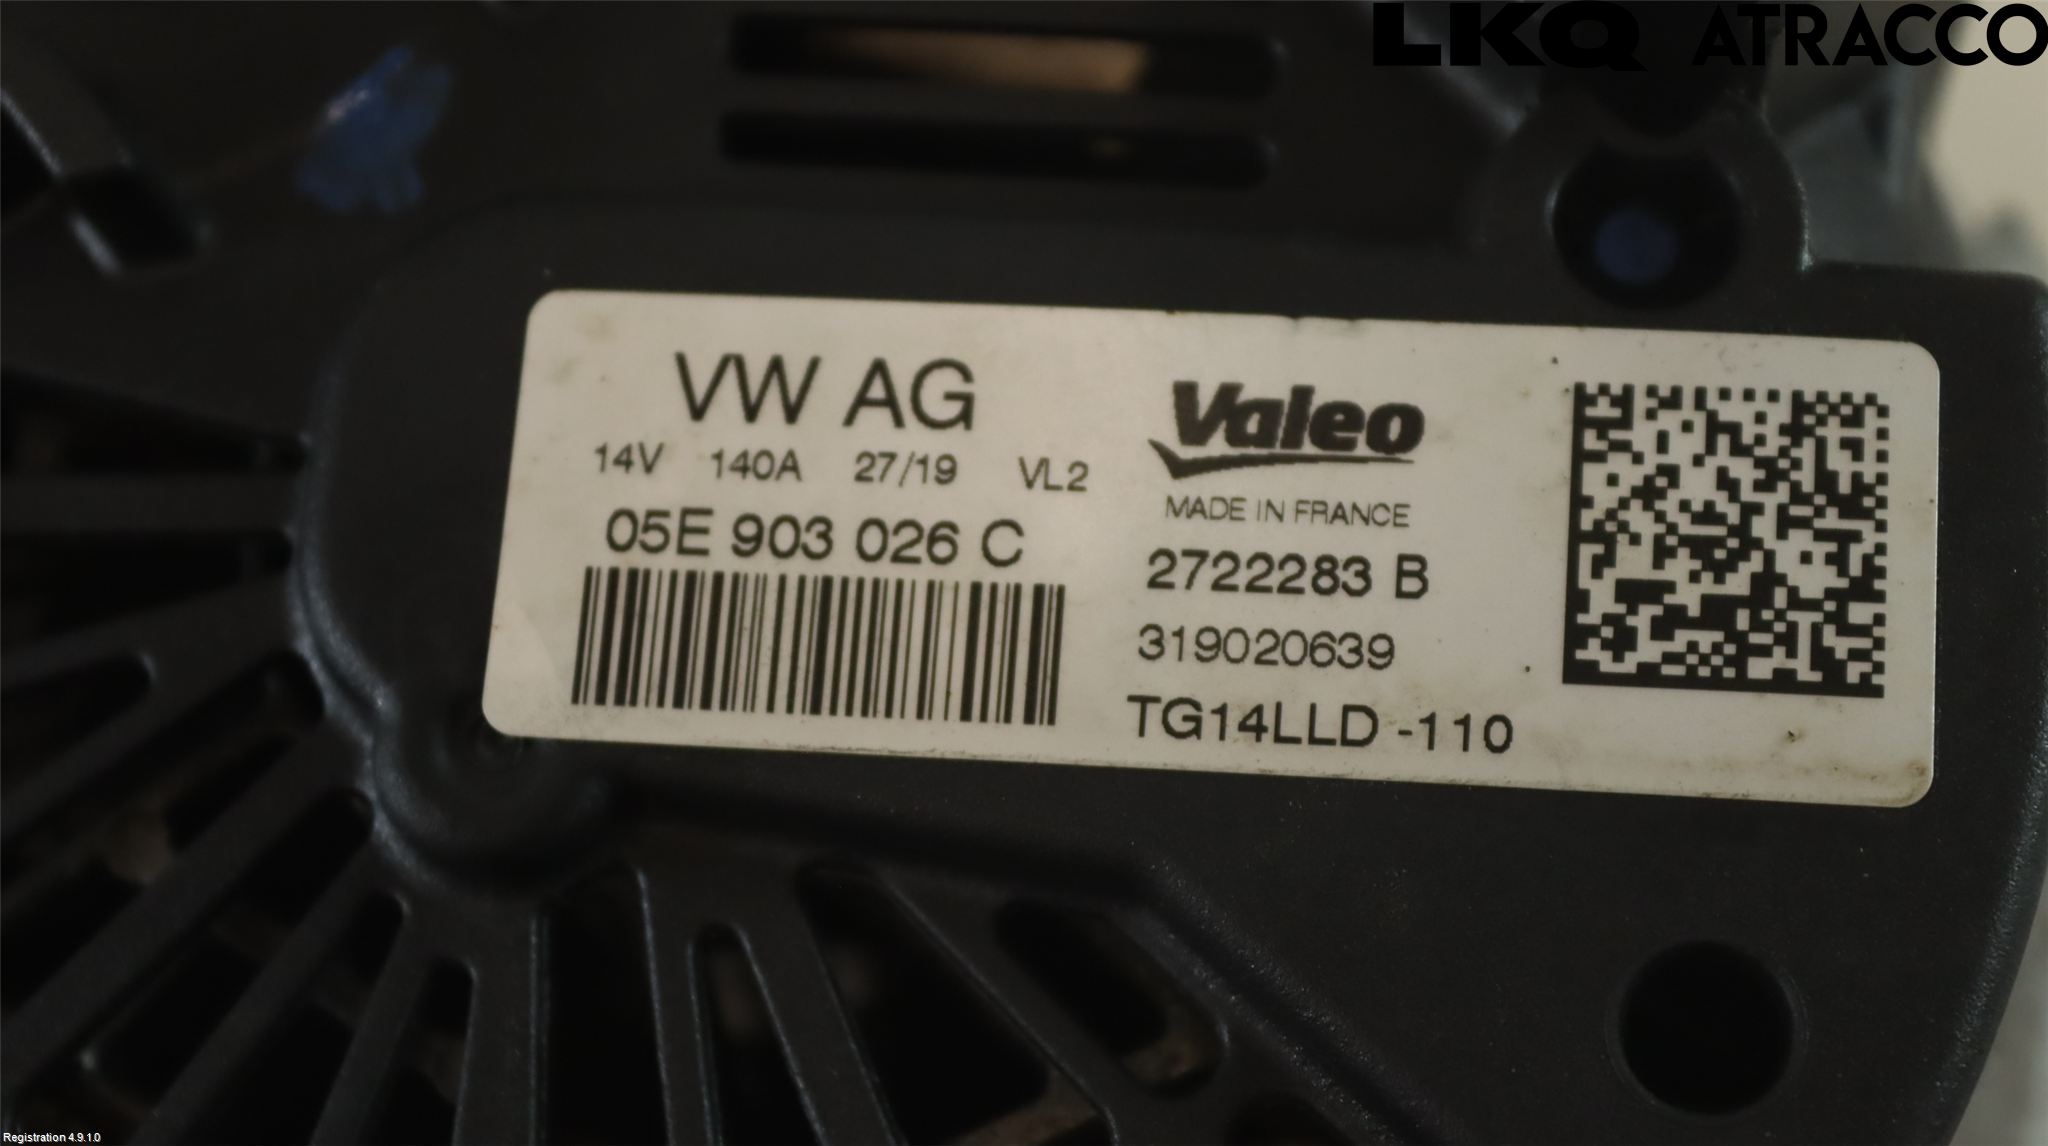 LKQ ATRACCO
VW AG
14V 140A 27/19 VL2
05E 903 026 C
Valeo
MADE IN FRANCE
2722283 B
319020639
TG14LLD -110
Registration 4.9.1.0